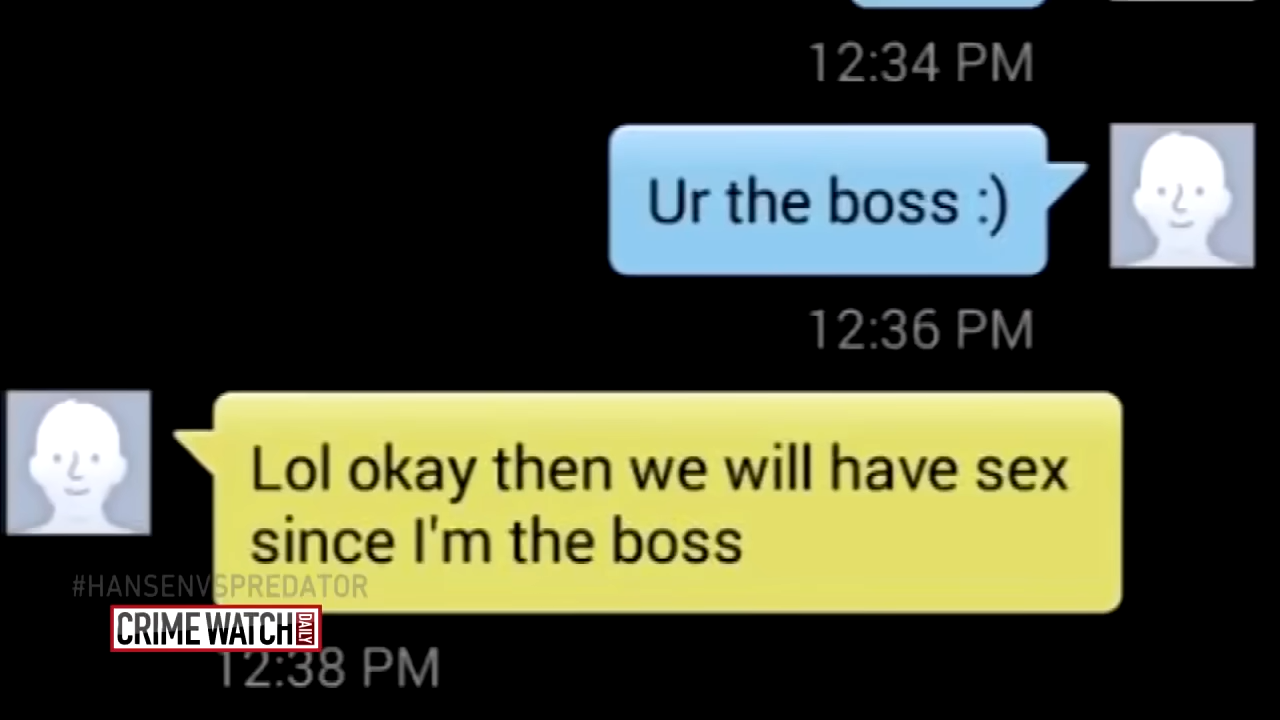 12:34 PM
Ur the boss :)
12:36 PM
Lol okay then we will have sex
since I'm the boss
#HANSENVSPREDATOR
CRIME WATCH DAILY
12:38 PM